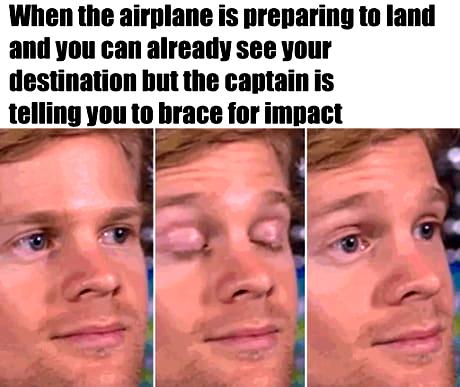 When the airplane is preparing to land
and you can already see your
destination but the captain is
telling you to brace for impact